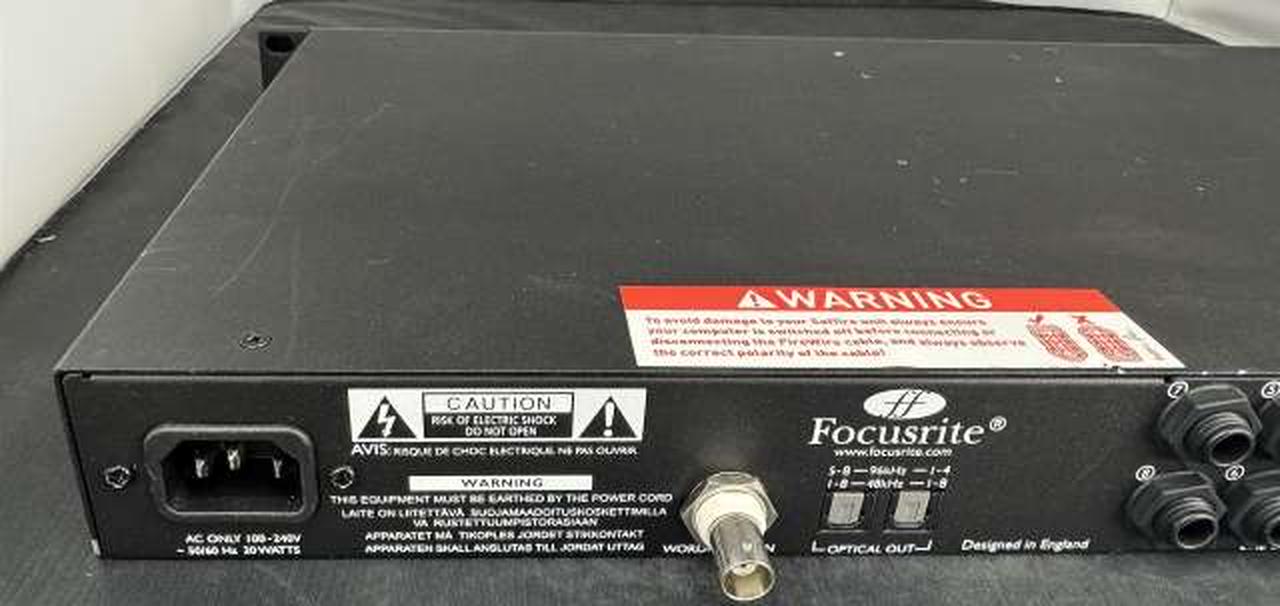 WARNING
To avoid damage to your Saffire unit always ensure
your computer is switched off before connecting or
disconnecting the FireWire cable, and always observe
the correct polarity of the cable!
CAUTION
RISK OF ELECTRIC SHOCK
DO NOT OPEN
AVIS: RISQUE DE CHOC ELECTRIQUE. NE PAS OUVRIR.
WARNING
THIS EQUIPMENT MUST BE EARTHED BY THE POWER CORD
LAITE ON LIITETTÄVÄ SUOJAMAADOITUSKOSKETTIMILLA
VA RUSTETTUUMPISTORASIAAN
APPARATET MÅ TIKOPLES JORDET STIKKONTAKT
APPARATEN SKALL ANSLUTAS TILL JORDAT UTTAG
AC ONLY 100-240V
~50/60 Hz 20WATTS
ff
Focusrite®
www.focusrite.com
5-8 — 96kHz — 1-4
1-8 — 48kHz — 1-8
OPTICAL OUT
Designed in England
7
5
8
6